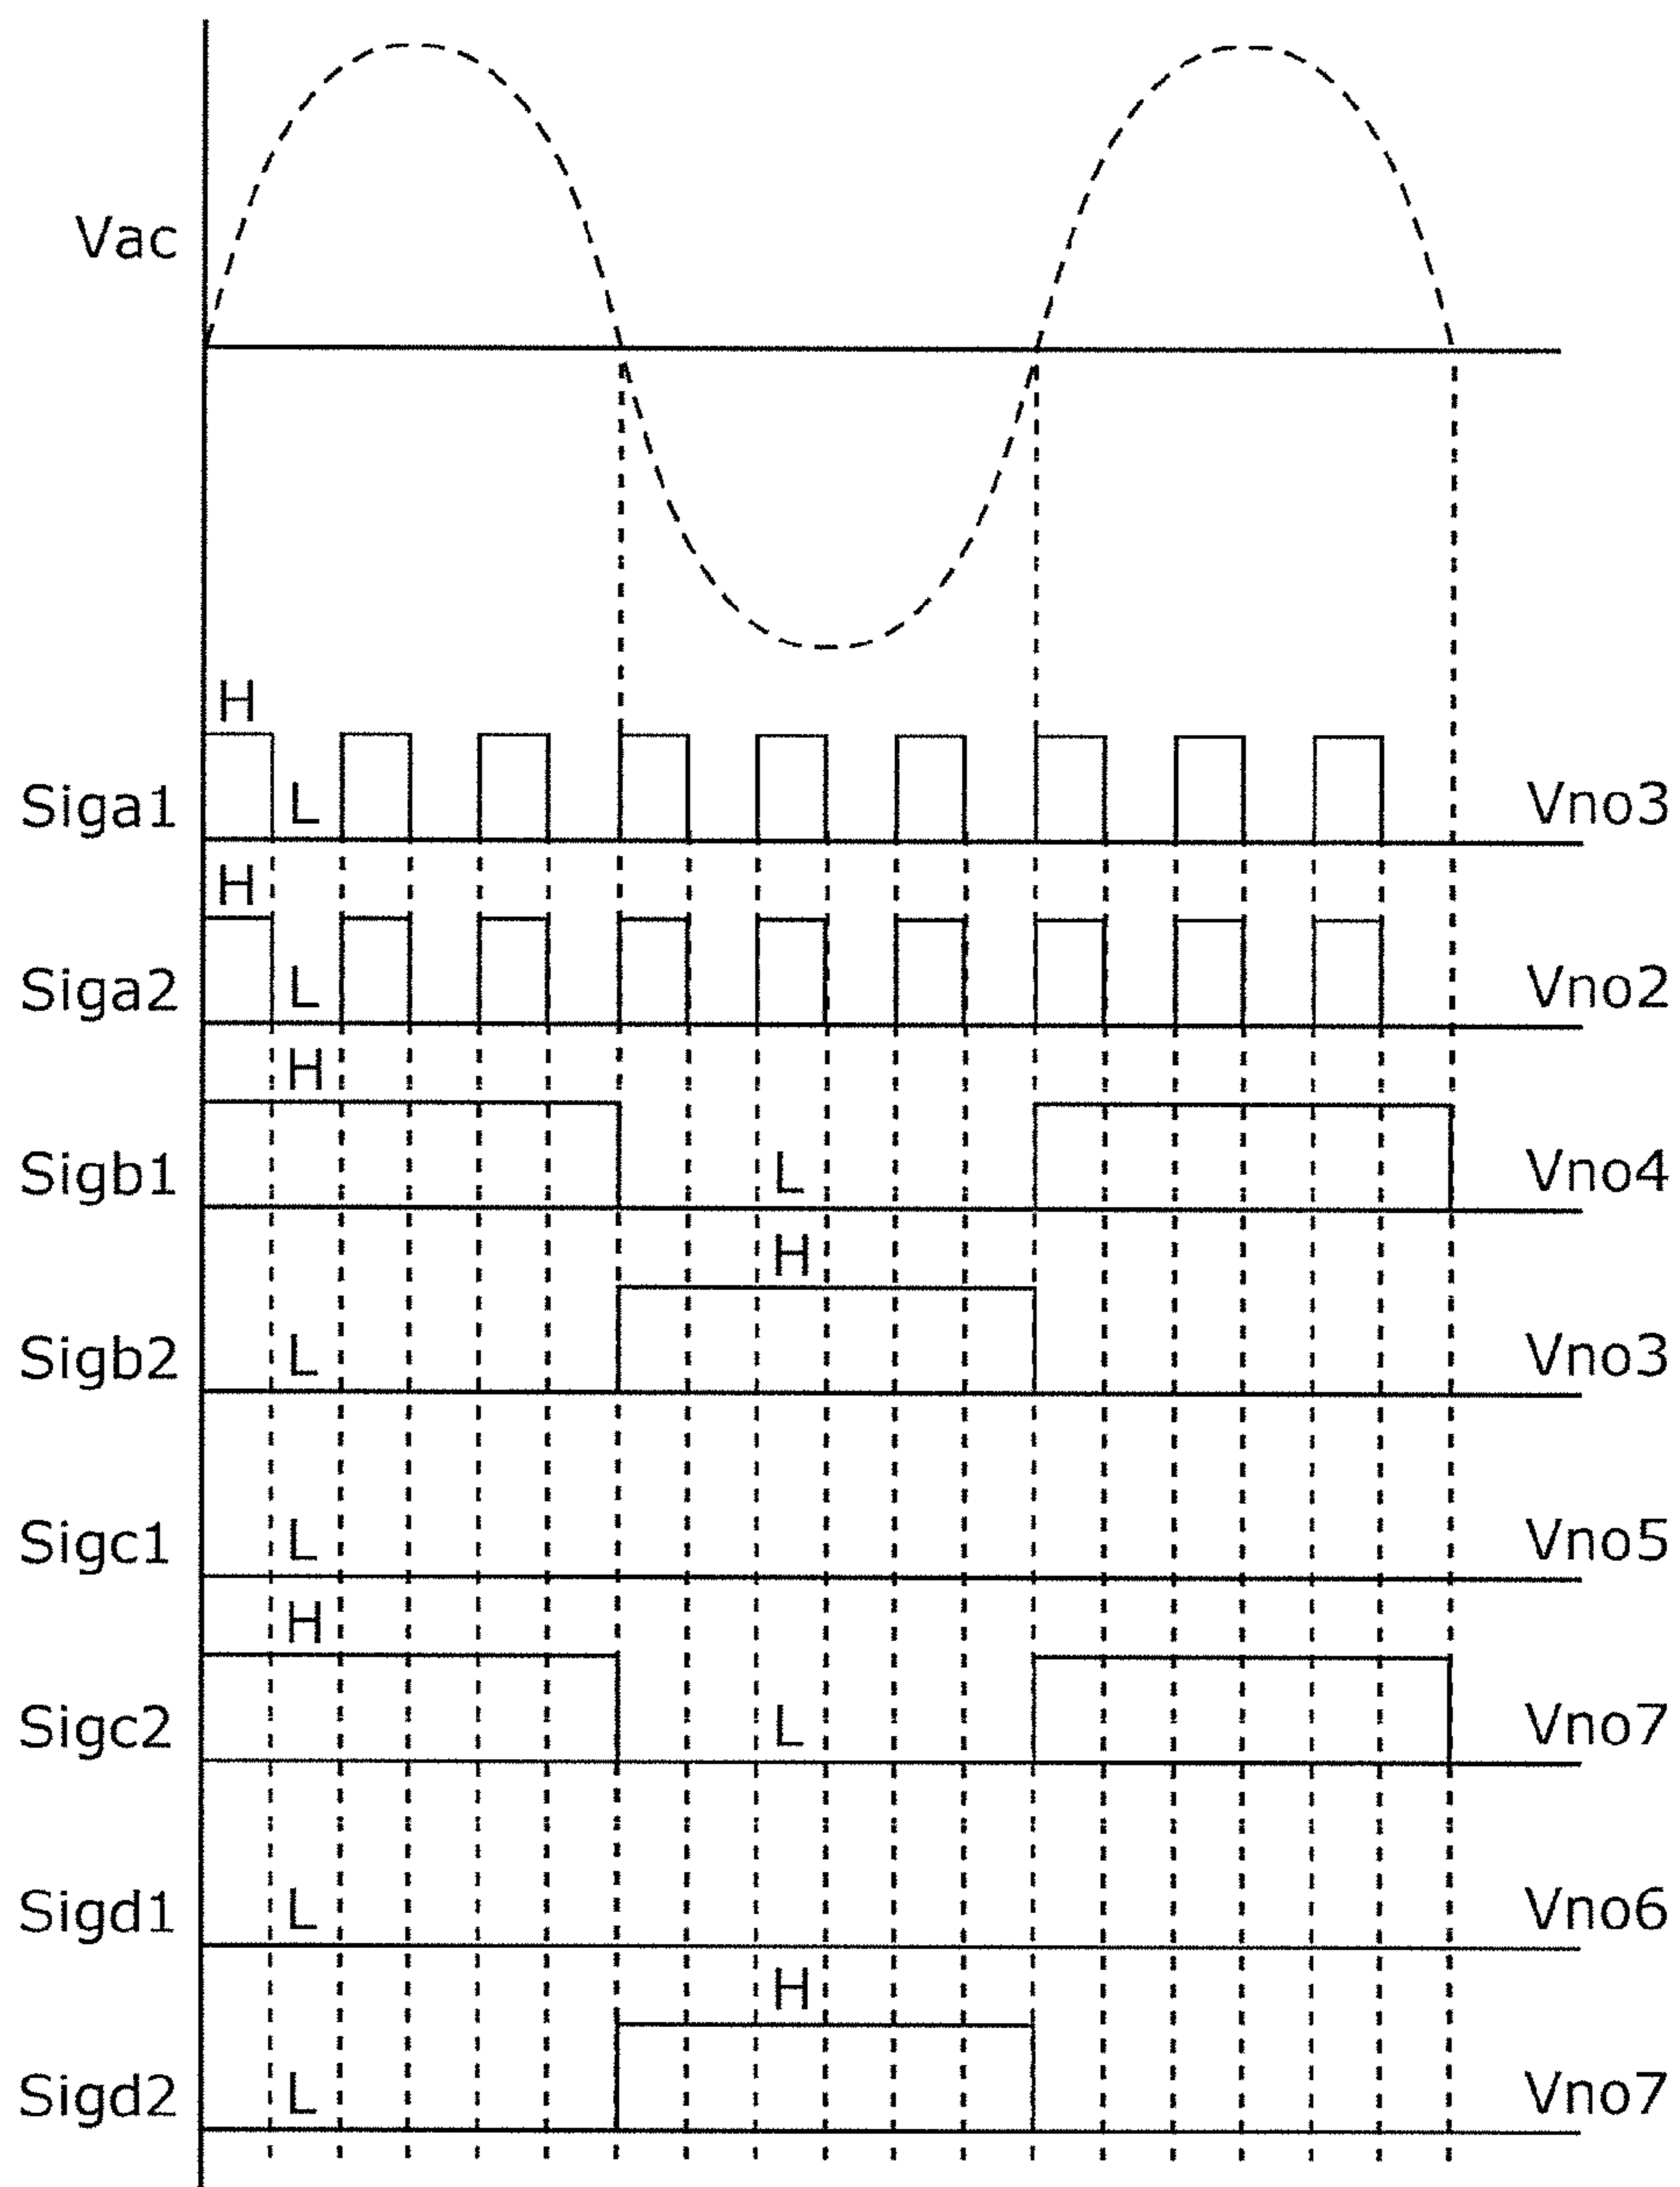 Vac
H
Siga1 L Vno3
H
Siga2 L Vno2
H
Sigb1 L Vno4
H
Sigb2 L Vno3
Sigc1 L Vno5
H
Sigc2 L Vno7
Sigd1 L Vno6
H
Sigd2 L Vno7